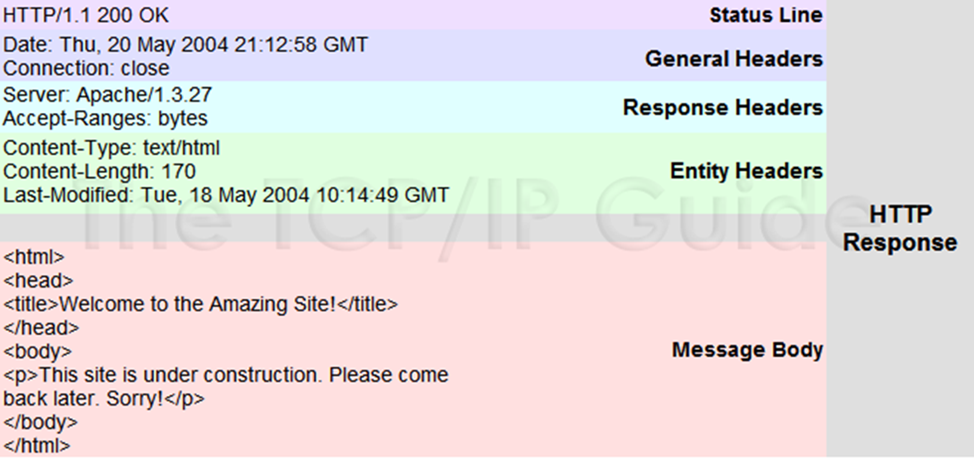 HTTP/1.1 200 OK
Status Line
Date: Thu, 20 May 2004 21:12:58 GMT
Connection: close
General Headers
Server: Apache/1.3.27
Accept-Ranges: bytes
Response Headers
Content-Type: text/html
Content-Length: 170
Last-Modified: Tue, 18 May 2004 10:14:49 GMT
Entity Headers
The TCP/IP Guide
<html>
<head>
<title>Welcome to the Amazing Site!</title>
</head>
<body>
<p>This site is under construction. Please come
back later. Sorry!</p>
</body>
</html>
Message Body
HTTP
Response